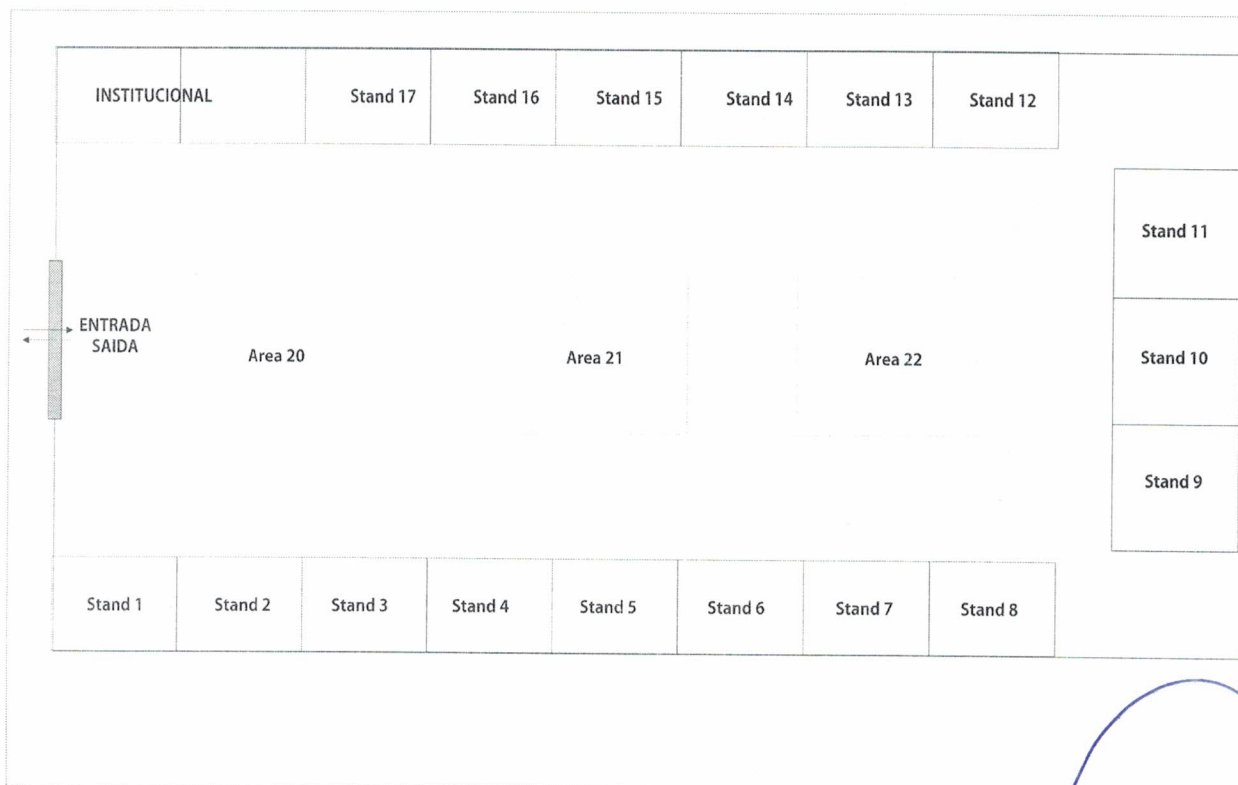 INSTITUCIONAL Stand 17 Stand 16 Stand 15 Stand 14 Stand 13 Stand 12
Stand 11
ENTRADA
SAIDA
Area 20 Area 21 Area 22 Stand 10
Stand 9
Stand 1 Stand 2 Stand 3 Stand 4 Stand 5 Stand 6 Stand 7 Stand 8